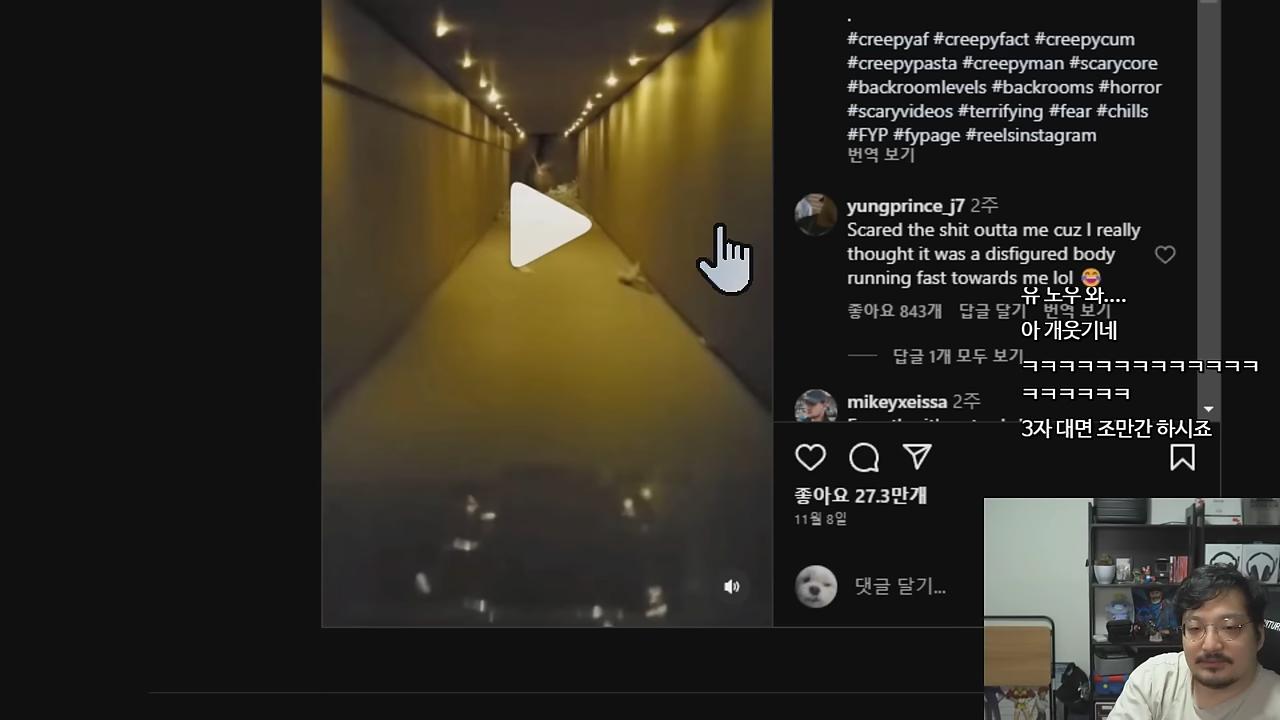 .
#creepyaf #creepyfact #creepycum
#creepypasta #creepyman #scarycore
#backroomlevels #backrooms #horror
#scaryvideos #terrifying #fear #chills
#FYP #fypage #reelsinstagram
번역 보기
yungprince_j7 2주
Scared the shit outta me cuz I really
thought it was a disfigured body
running fast towards me lol 😂
유 노우 와....
좋아요 843개 답글 달기 번역 보기
아 개웃기네
답글 1개 모두 보기
ㅋㅋㅋㅋㅋㅋㅋㅋㅋㅋㅋㅋㅋ
ㅋㅋㅋㅋㅋㅋ
mikeyxeissa 2주
3자 대면 조만간 하시죠
좋아요 27.3만개
11월 8일
댓글 달기...